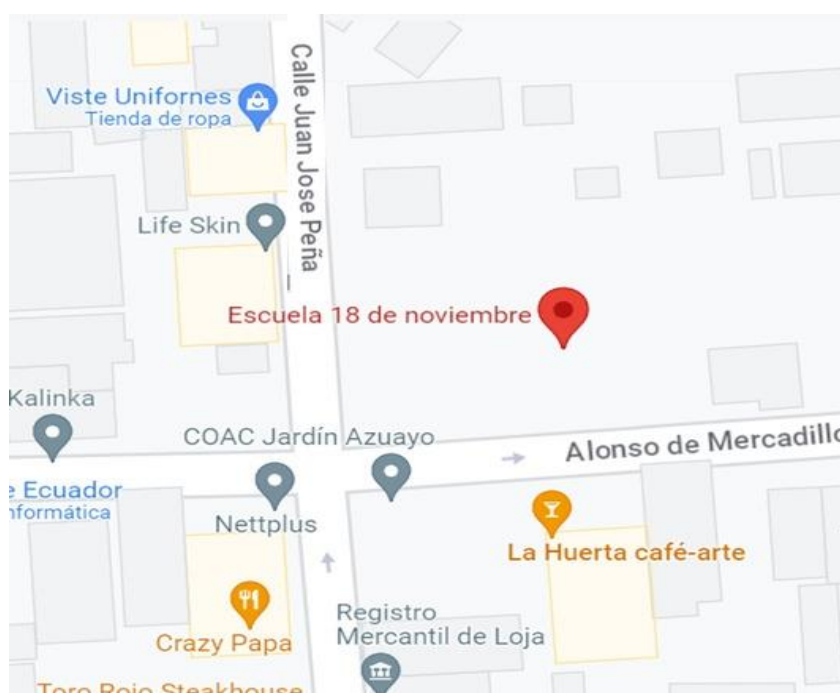 Viste Unifornes
Tienda de ropa
Calle Juan Jose Peña
Life Skin
Escuela 18 de noviembre
Kalinka
COAC Jardín Azuayo
Alonso de Mercadillo
e Ecuador
nformática
Nettplus
La Huerta café-arte
Registro
Mercantil de Loja
Crazy Papa
Toro Rojo Steakhouse